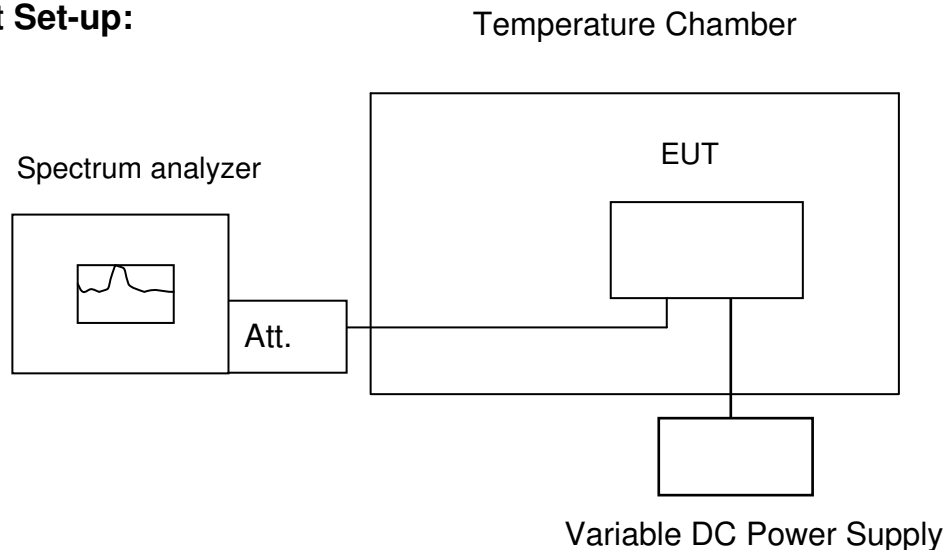 Set-up:
Temperature Chamber
EUT
Spectrum analyzer
Att.
Variable DC Power Supply